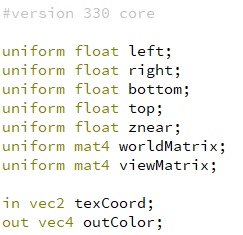 #version 330 core
uniform float left;
uniform float right;
uniform float bottom;
uniform float top;
uniform float znear;
uniform mat4 worldMatrix;
uniform mat4 viewMatrix;
in vec2 texCoord;
out vec4 outColor;